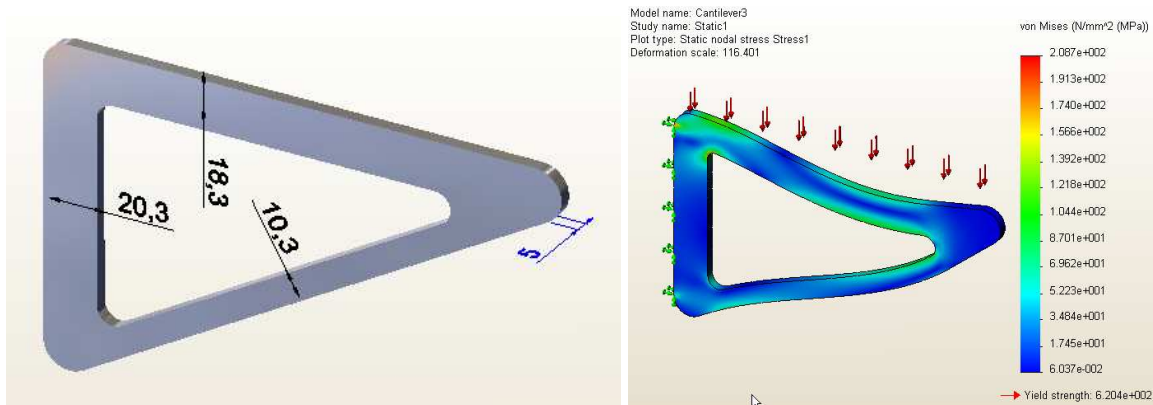 18,3
20,3
10,3
5
Model name: Cantilever3
Study name: Static1
Plot type: Static nodal stress Stress1
Deformation scale: 116.401
von Mises (N/mm^2 (MPa))
2.087e+002
1.913e+002
1.740e+002
1.566e+002
1.392e+002
1.218e+002
1.044e+002
8.701e+001
6.962e+001
5.223e+001
3.484e+001
1.745e+001
6.037e-002
Yield strength: 6.204e+002